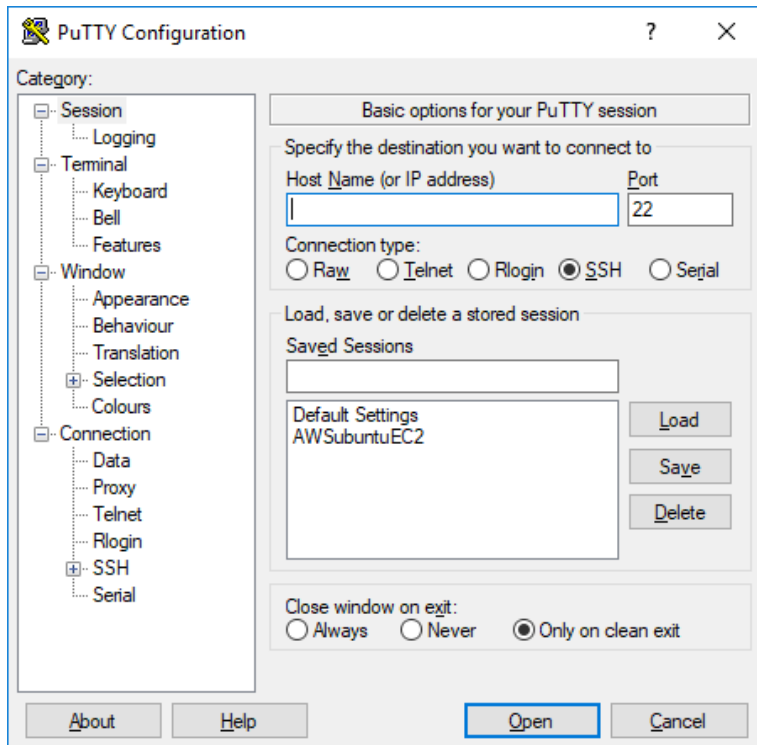 PuTTY Configuration
?
Category:
Session
Logging
Terminal
Keyboard
Bell
Features
Window
Appearance
Behaviour
Translation
Selection
Colours
Connection
Data
Proxy
Telnet
Rlogin
SSH
Serial
Basic options for your PuTTY session
Specify the destination you want to connect to
Host Name (or IP address) Port
22
Connection type:
Raw Telnet Rlogin SSH Serial
Load, save or delete a stored session
Saved Sessions
Default Settings
AWSubuntuEC2
Load
Save
Delete
Close window on exit:
Always Never Only on clean exit
About Help Open Cancel